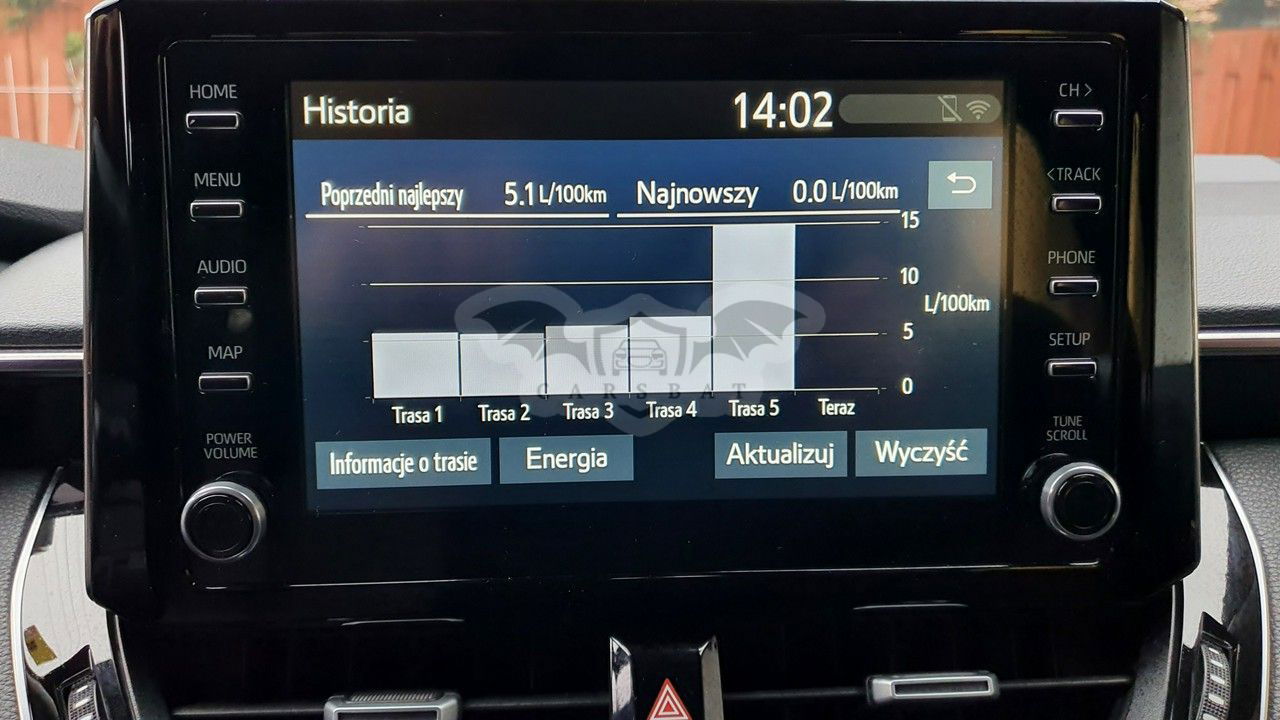 HOME
MENU
AUDIO
MAP
POWER
VOLUME
Historia 14:02
Poprzedni najlepszy 5.1 L/100km Najnowszy 0.0 L/100km
15
10
L/100km
5
0
CARSBAT
Trasa 1 Trasa 2 Trasa 3 Trasa 4 Trasa 5 Teraz
Informacje o trasie Energia Aktualizuj Wyczyść
CH >
< TRACK
PHONE
SETUP
TUNE
SCROLL